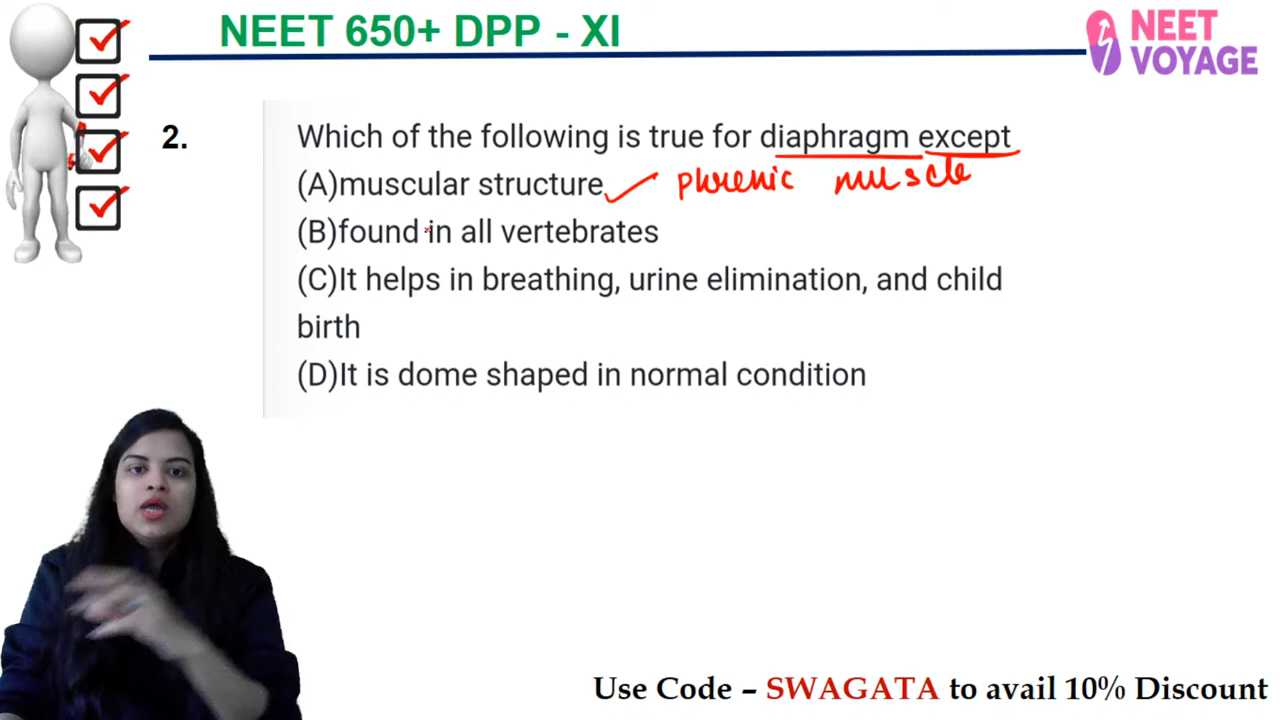 NEET 650+ DPP - XI
NEET
VOYAGE
2.
Which of the following is true for diaphragm except
(A)muscular structure phrenic muscle
(B)found in all vertebrates
(C)It helps in breathing, urine elimination, and child
birth
(D)It is dome shaped in normal condition
Use Code – SWAGATA to avail 10% Discount